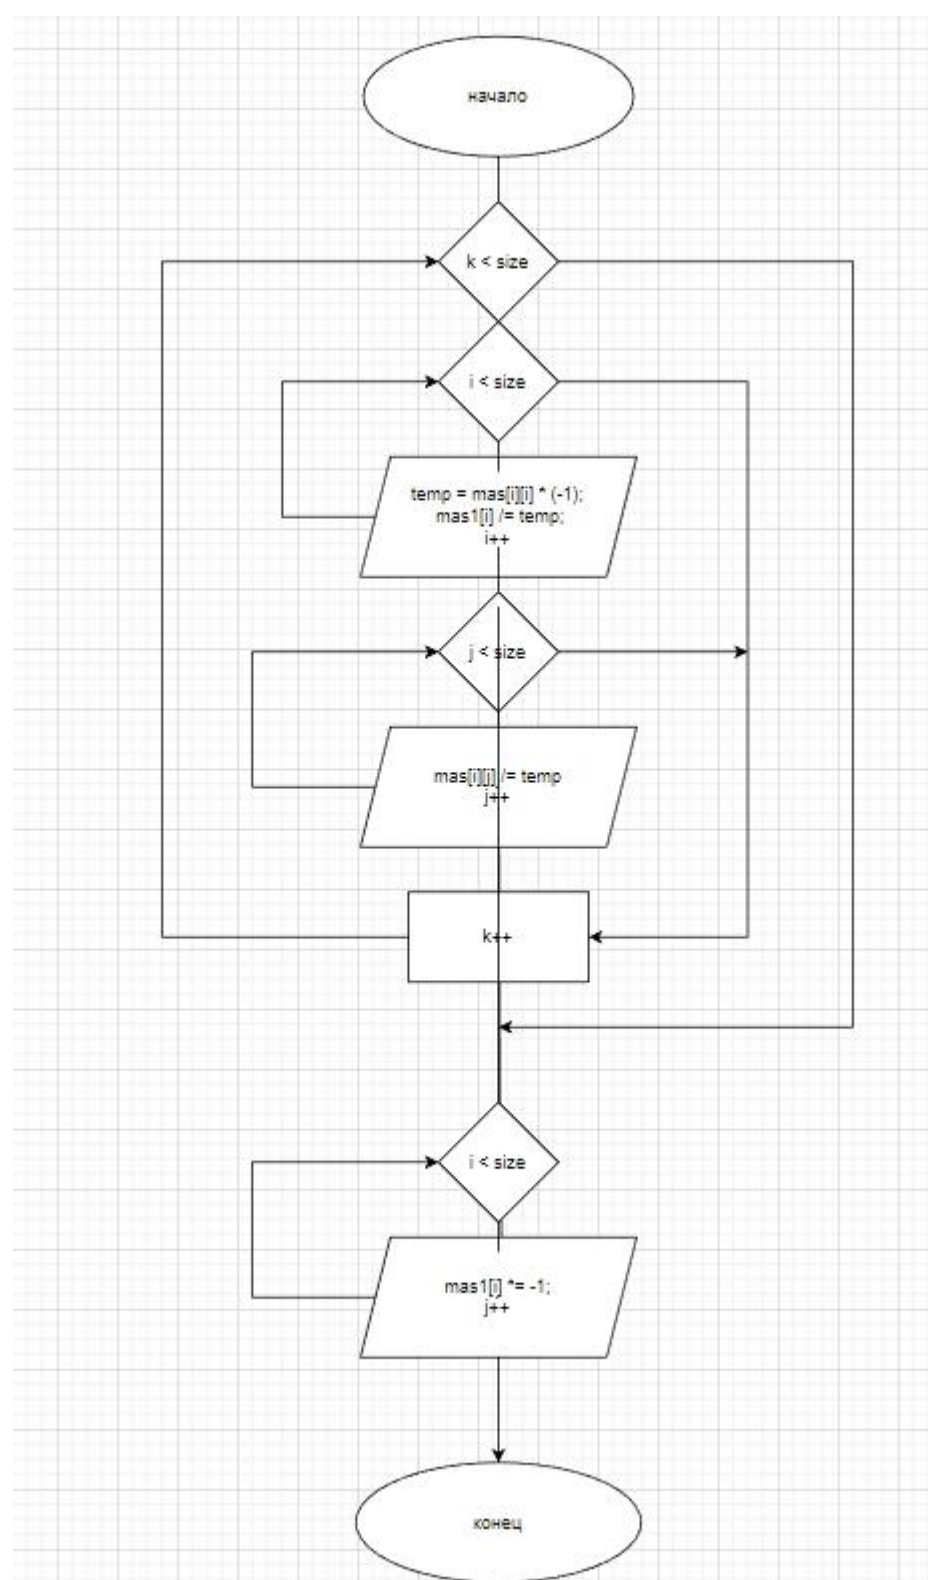 начало
k < size
i < size
temp = mas[i][i] * (-1);
mas1[i] /= temp;
i++
j < size
mas[i][j] /= temp
j++
k++
i < size
mas1[i] *= -1;
j++
конец